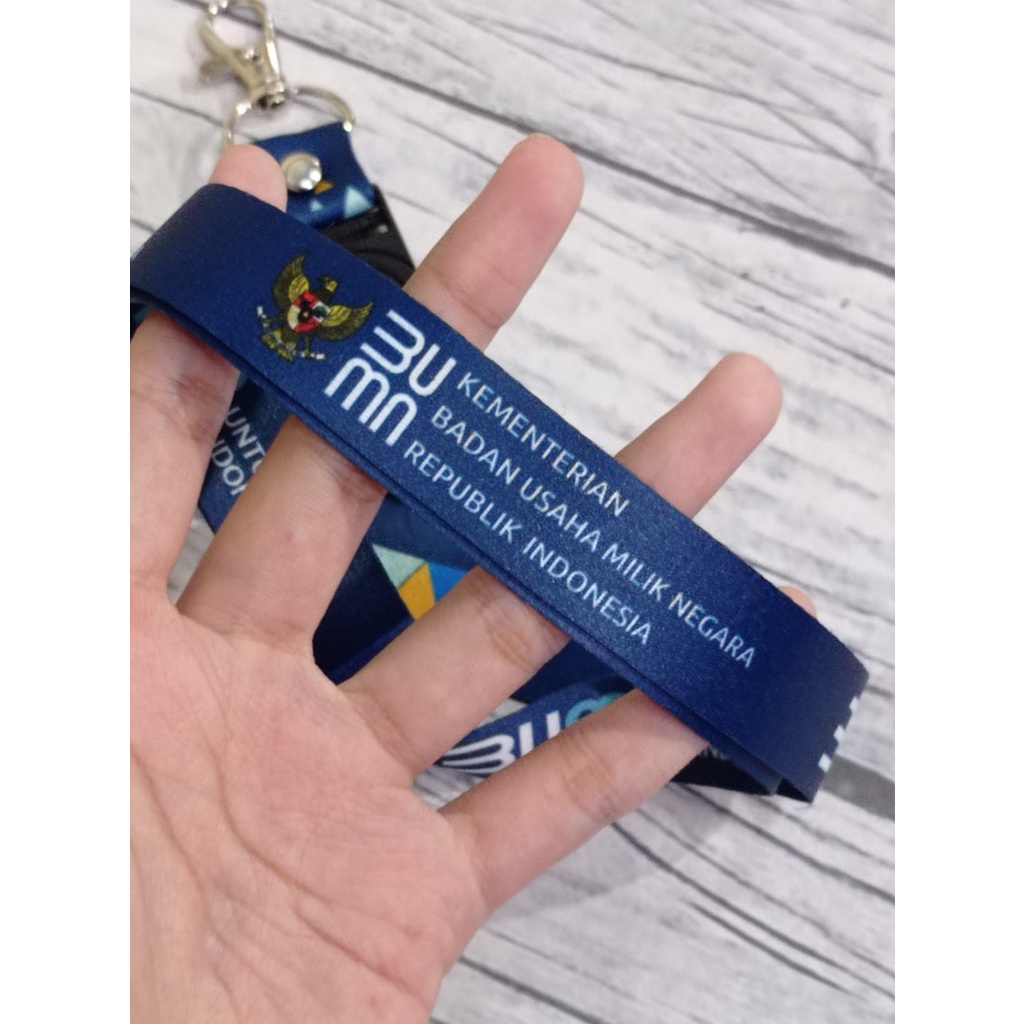 BUMN
KEMENTERIAN
BADAN USAHA MILIK NEGARA
REPUBLIK INDONESIA